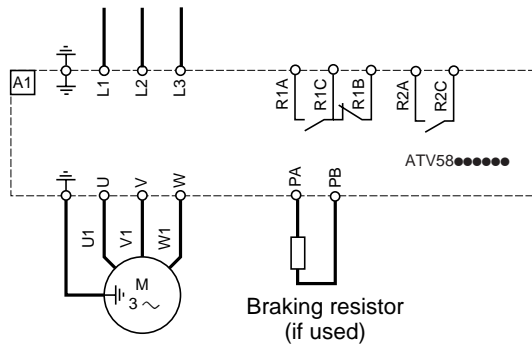 A1
L1
L2
L3
R1A
R1C
R1B
R2A
R2C
ATV58●●●●●●
U
V
W
PA
PB
U1
V1
W1
M
3 ～
Braking resistor
(if used)